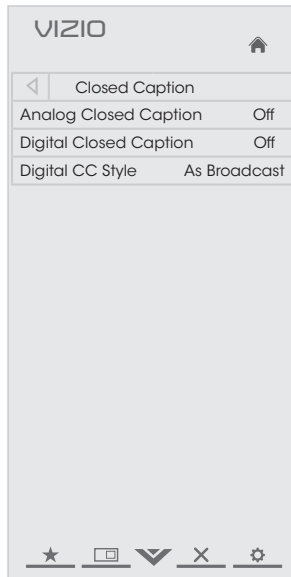 VIZIO
Closed Caption
Analog Closed Caption Off
Digital Closed Caption Off
Digital CC Style As Broadcast